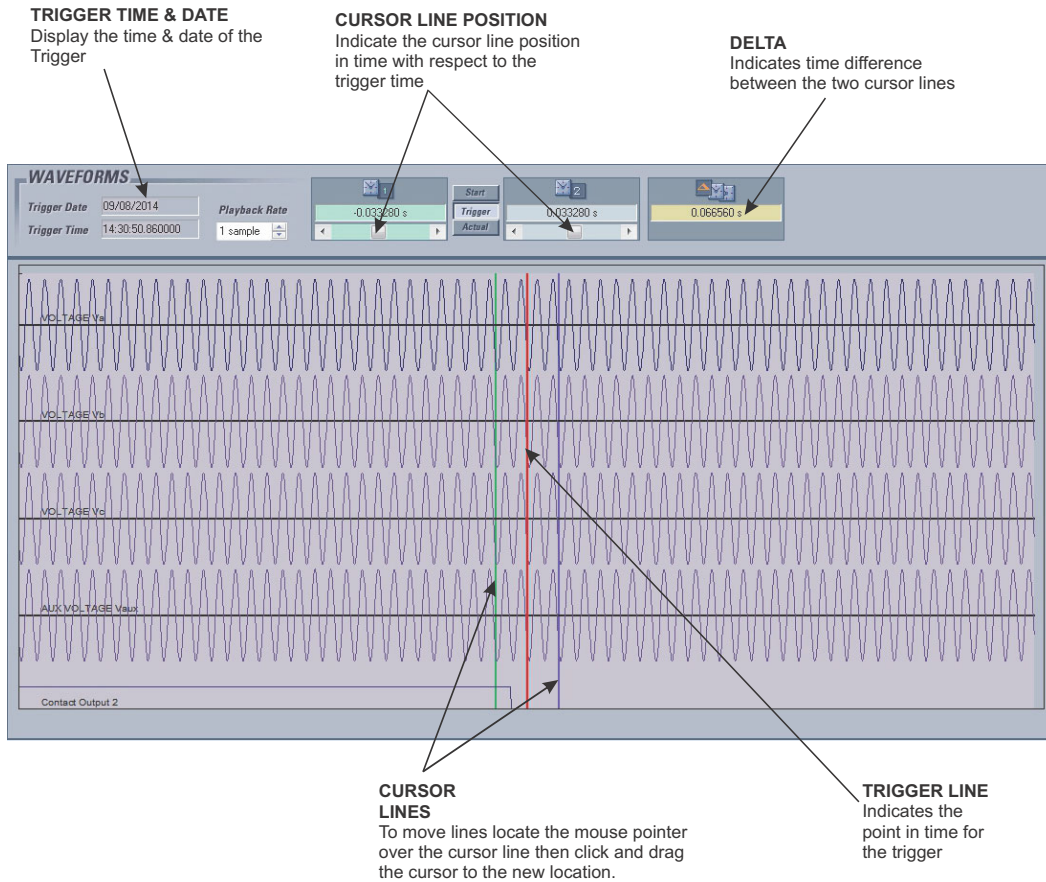 TRIGGER TIME & DATE
Display the time & date of the
Trigger
CURSOR LINE POSITION
Indicate the cursor line position
in time with respect to the
trigger time
DELTA
Indicates time difference
between the two cursor lines
WAVEFORMS
Trigger Date 09/08/2014
Trigger Time 14:30:50.860000
Playback Rate
1 sample
1
-0.033280 s
Start
Trigger
Actual
2
0.033280 s
0.066560 s
VOLTAGE Va
VOLTAGE Vb
VOLTAGE Vc
AUX VOLTAGE Vaux
Contact Output 2
CURSOR
LINES
To move lines locate the mouse pointer
over the cursor line then click and drag
the cursor to the new location.
TRIGGER LINE
Indicates the
point in time for
the trigger